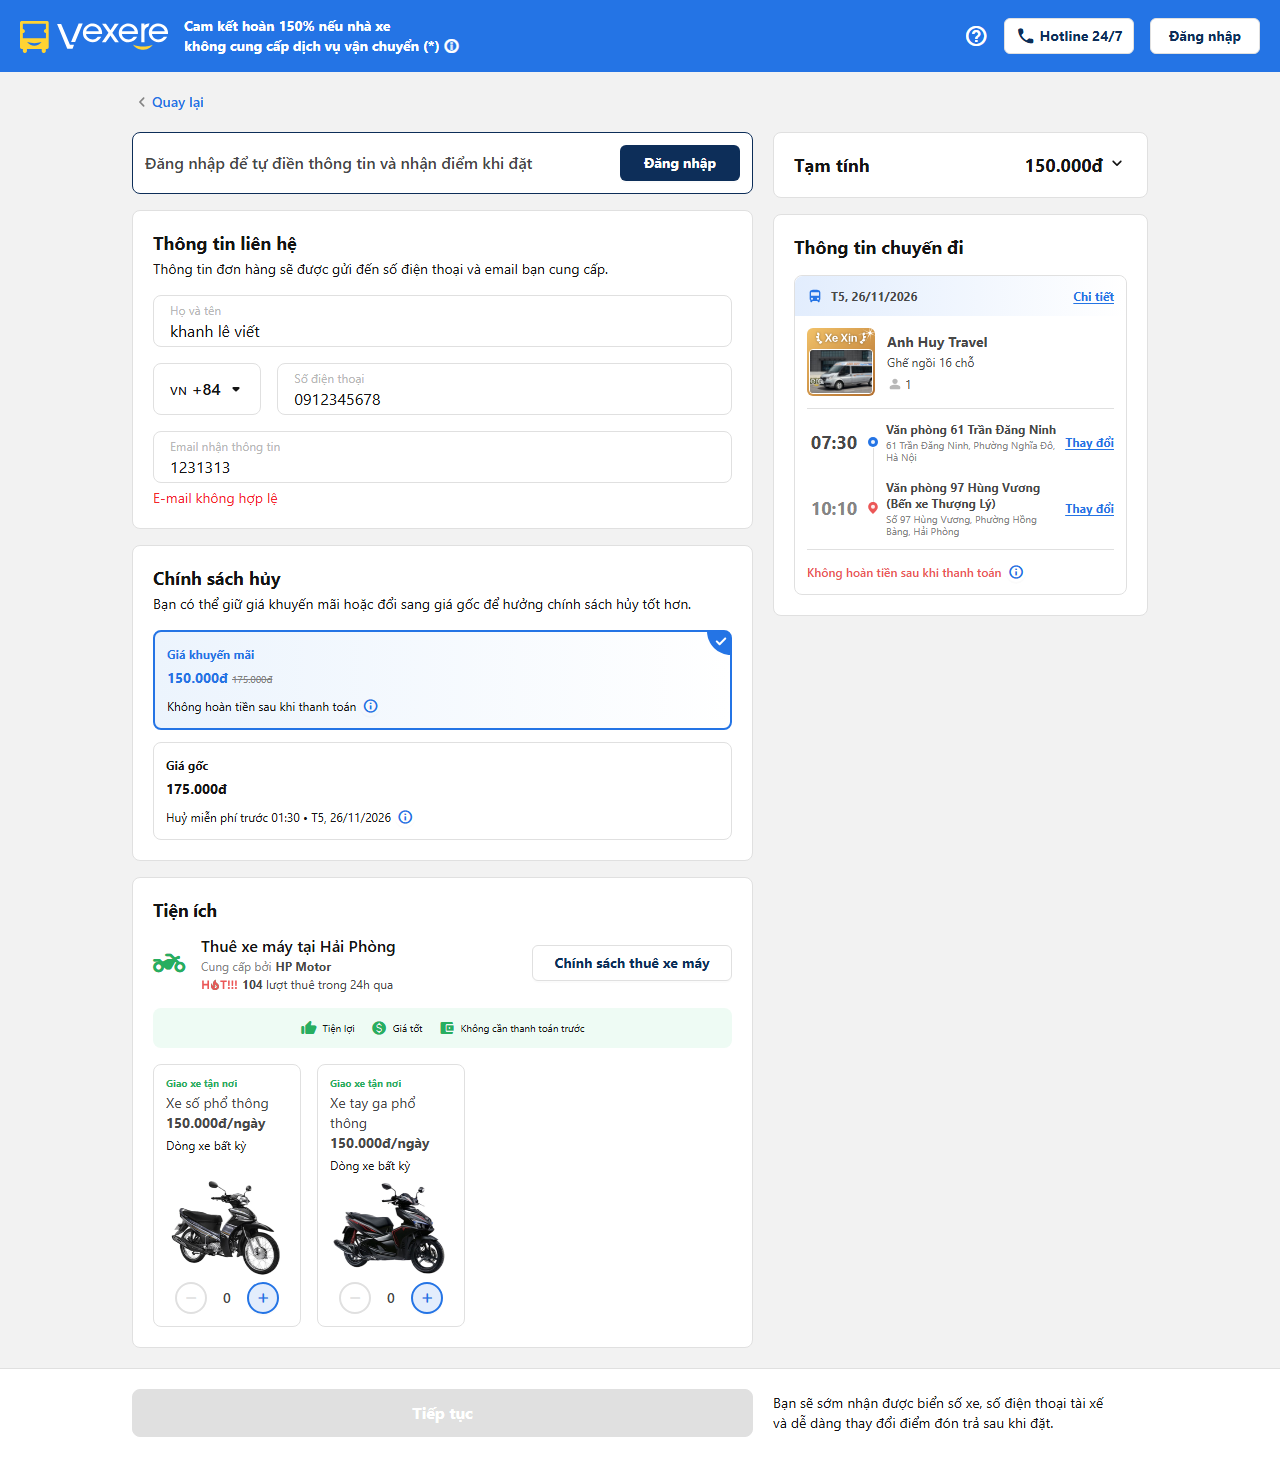 vexere
Cam kết hoàn 150% nếu nhà xe
không cung cấp dịch vụ vận chuyển (*)
Hotline 24/7
Đăng nhập
Quay lại
Đăng nhập để tự điền thông tin và nhận điểm khi đặt
Đăng nhập
Thông tin liên hệ
Thông tin đơn hàng sẽ được gửi đến số điện thoại và email bạn cung cấp.
Họ và tên
khanh lê viết
VN +84
Số điện thoại
0912345678
Email nhận thông tin
1231313
E-mail không hợp lệ
Chính sách hủy
Bạn có thể giữ giá khuyến mãi hoặc đổi sang giá gốc để hưởng chính sách hủy tốt hơn.
Giá khuyến mãi
150.000đ 175.000đ
Không hoàn tiền sau khi thanh toán
Giá gốc
175.000đ
Huỷ miễn phí trước 01:30 • T5, 26/11/2026
Tiện ích
Thuê xe máy tại Hải Phòng
Cung cấp bởi HP Motor
HOT!!! 104 lượt thuê trong 24h qua
Chính sách thuê xe máy
Tiện lợi
Giá tốt
Không cần thanh toán trước
Giao xe tận nơi
Xe số phổ thông
150.000đ/ngày
Dòng xe bất kỳ
0
Giao xe tận nơi
Xe tay ga phổ
thông
150.000đ/ngày
Dòng xe bất kỳ
0
Tạm tính
150.000đ
Thông tin chuyến đi
T5, 26/11/2026
Chi tiết
Xe Xịn
Anh Huy Travel
Ghế ngồi 16 chỗ
1
07:30
Văn phòng 61 Trần Đăng Ninh
61 Trần Đăng Ninh, Phường Nghĩa Đô,
Hà Nội
Thay đổi
10:10
Văn phòng 97 Hùng Vương
(Bến xe Thượng Lý)
Số 97 Hùng Vương, Phường Hồng
Bàng, Hải Phòng
Thay đổi
Không hoàn tiền sau khi thanh toán
Tiếp tục
Bạn sẽ sớm nhận được biển số xe, số điện thoại tài xế
và dễ dàng thay đổi điểm đón trả sau khi đặt.